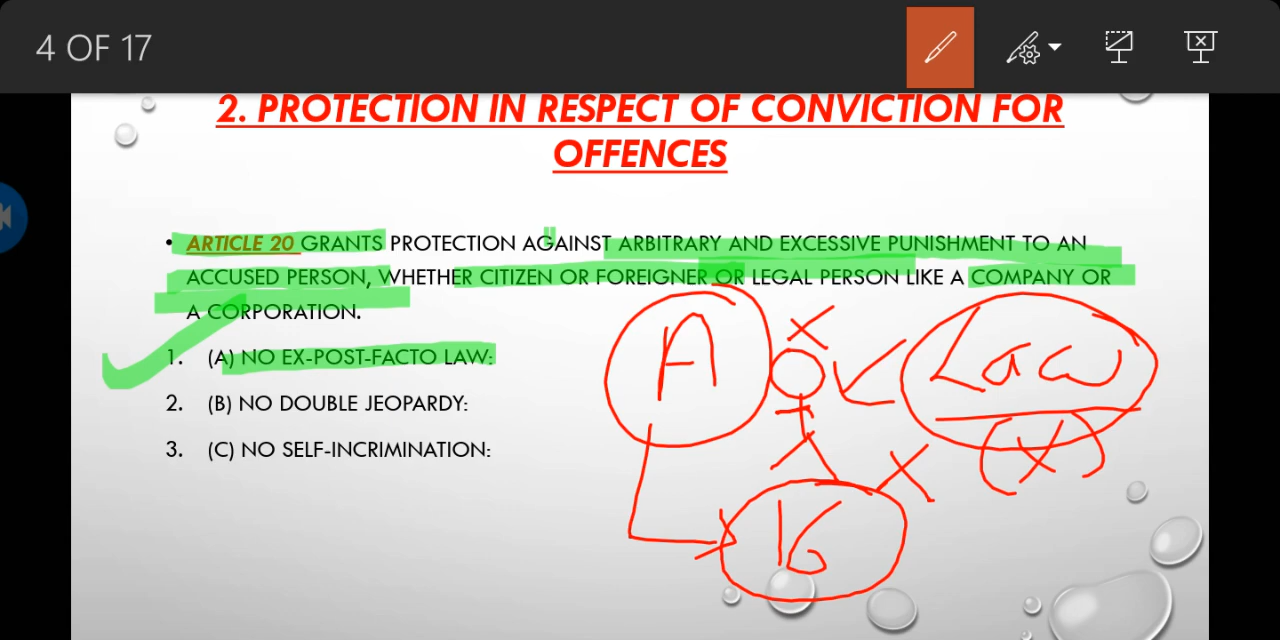 4 OF 17
2. PROTECTION IN RESPECT OF CONVICTION FOR
OFFENCES
• ARTICLE 20 GRANTS PROTECTION AGAINST ARBITRARY AND EXCESSIVE PUNISHMENT TO AN
ACCUSED PERSON, WHETHER CITIZEN OR FOREIGNER OR LEGAL PERSON LIKE A COMPANY OR
A CORPORATION.
1. (A) NO EX-POST-FACTO LAW:
2. (B) NO DOUBLE JEOPARDY:
3. (C) NO SELF-INCRIMINATION:
A
Law
(X)
16